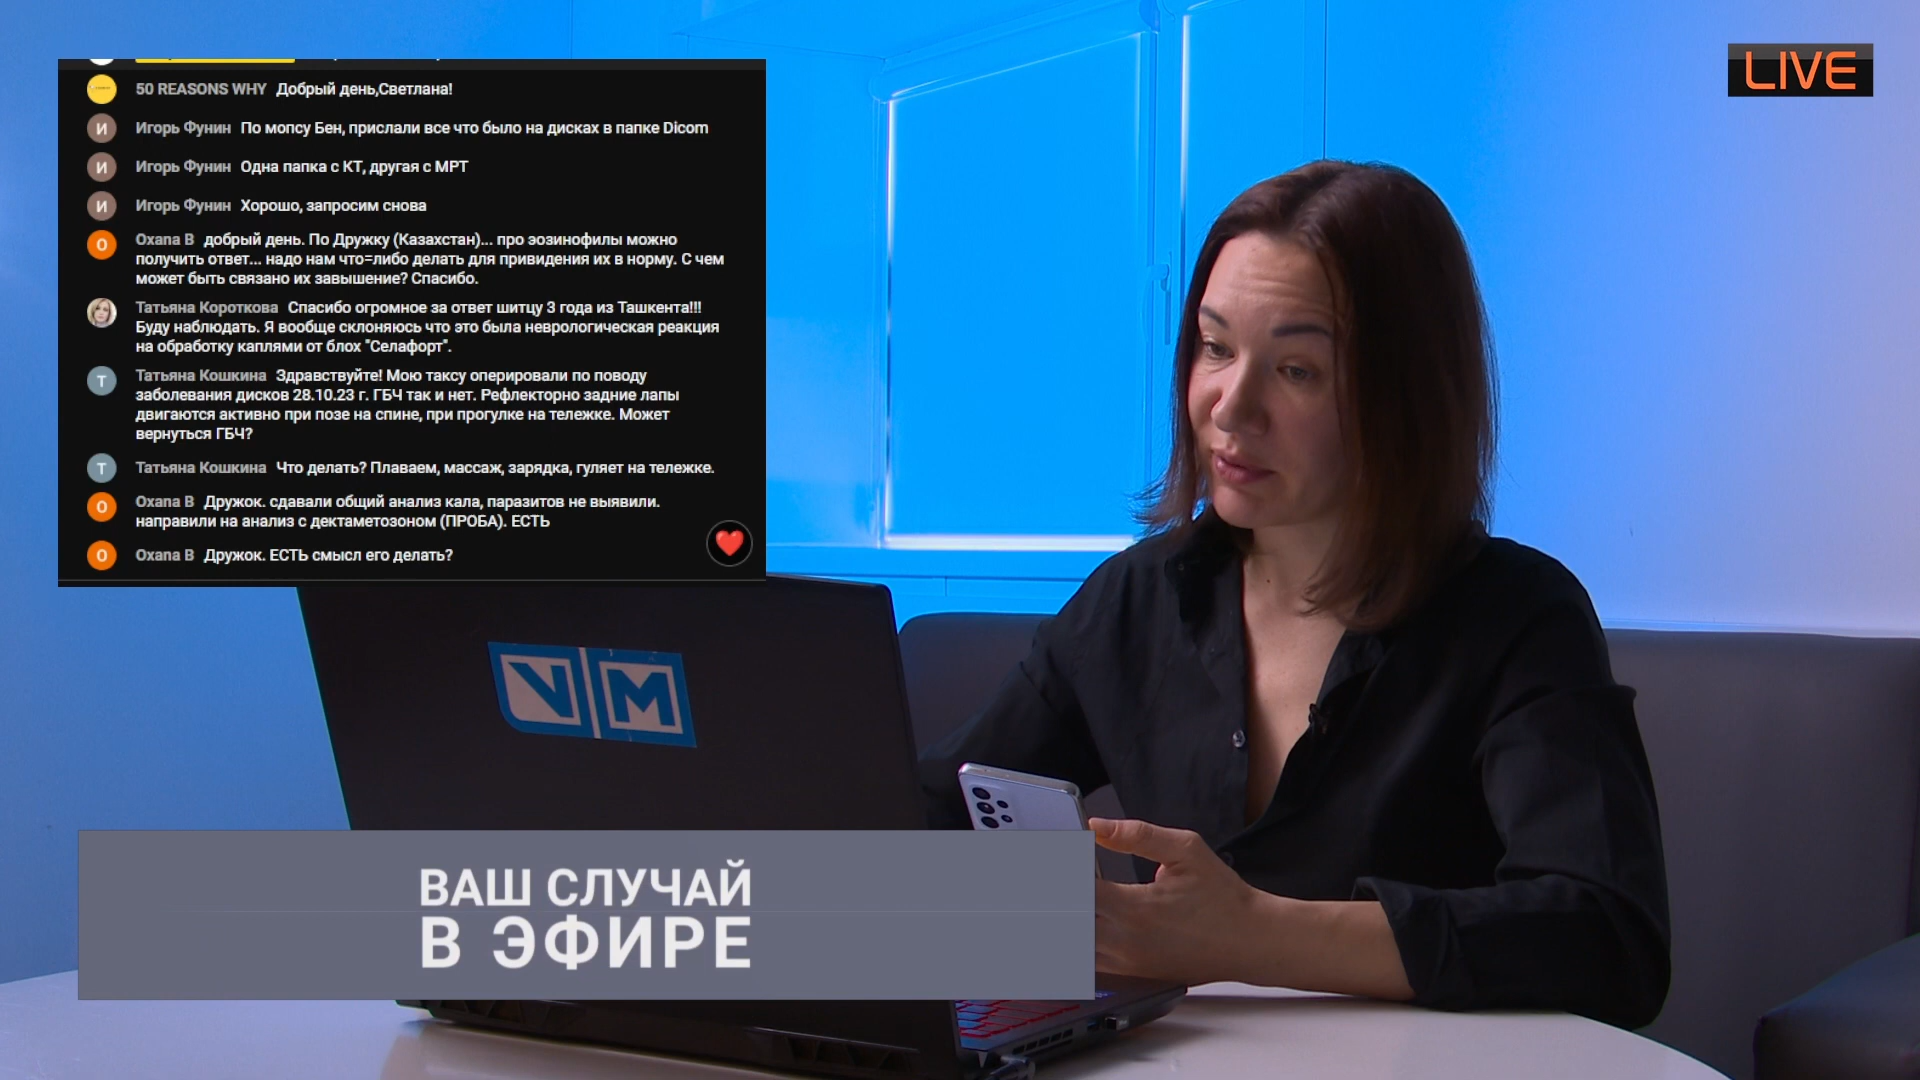 50 REASONS WHY Добрый день,Светлана!
И Игорь Фунин По мопсу Бен, прислали все что было на дисках в папке Dicom
И Игорь Фунин Одна папка с КТ, другая с МРТ
И Игорь Фунин Хорошо, запросим снова
O Oxana B добрый день. По Дружку (Казахстан)... про эозинофилы можно
получить ответ... надо нам что=либо делать для привидения их в норму. С чем
может быть связано их завышение? Спасибо.
Татьяна Короткова Спасибо огромное за ответ шитцу 3 года из Ташкента!!!
Буду наблюдать. Я вообще склоняюсь что это была неврологическая реакция
на обработку каплями от блох "Селафорт".
Т Татьяна Кошкина Здравствуйте! Мою таксу оперировали по поводу
заболевания дисков 28.10.23 г. ГБЧ так и нет. Рефлекторно задние лапы
двигаются активно при позе на спине, при прогулке на тележке. Может
вернуться ГБЧ?
Т Татьяна Кошкина Что делать? Плаваем, массаж, зарядка, гуляет на тележке.
O Oxana B Дружок. сдавали общий анализ кала, паразитов не выявили.
направили на анализ с дектаметозоном (ПРОБА). ЕСТЬ
O Oxana B Дружок. ЕСТЬ смысл его делать?
LIVE
VM
ВАШ СЛУЧАЙ
В ЭФИРЕ